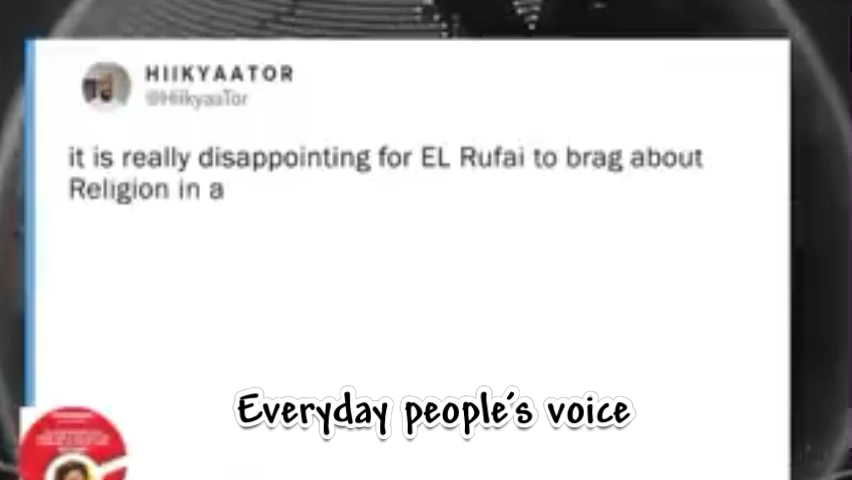 HIIKYAATOR
@HiikyaaTor
it is really disappointing for EL Rufai to brag about
Religion in a
Everyday people's voice